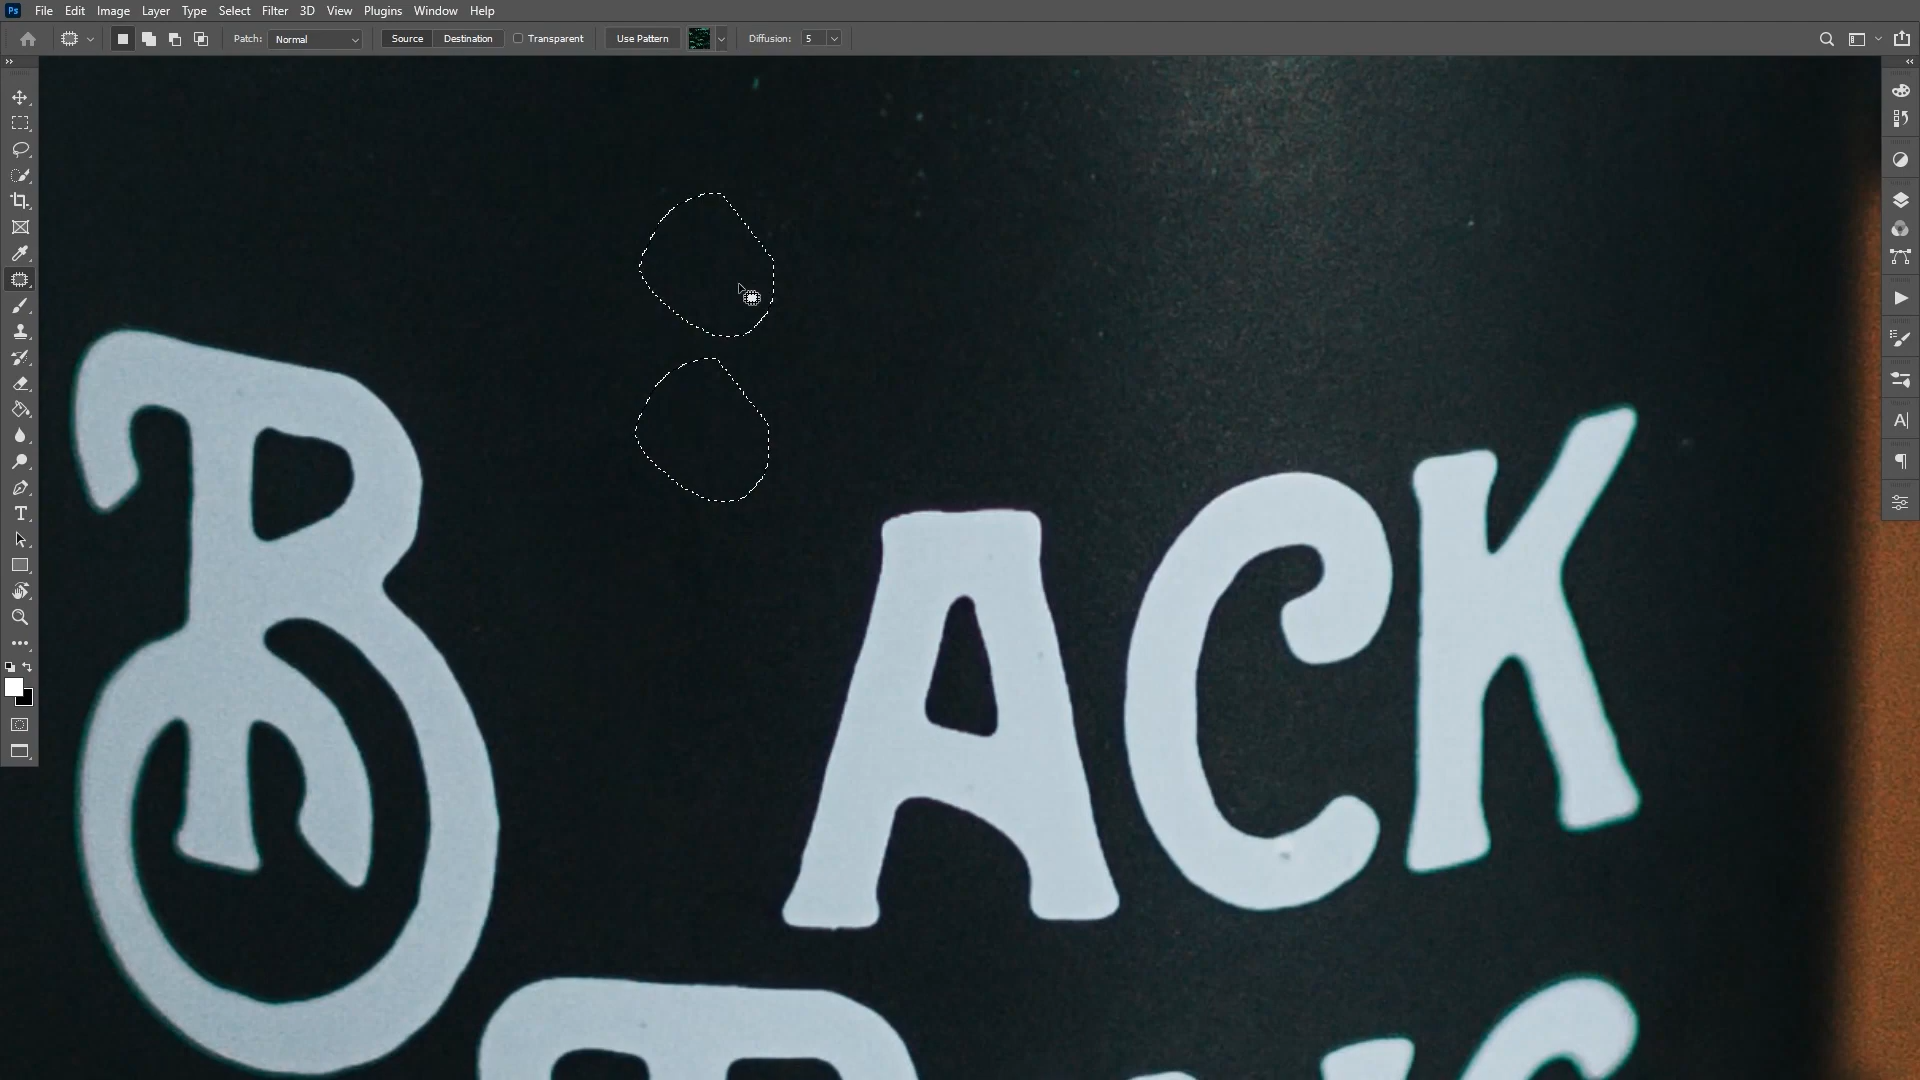 Ps File Edit Image Layer Type Select Filter 3D View Plugins Window Help
Patch: Normal Source Destination Transparent Use Pattern Diffusion: 5
B ACK